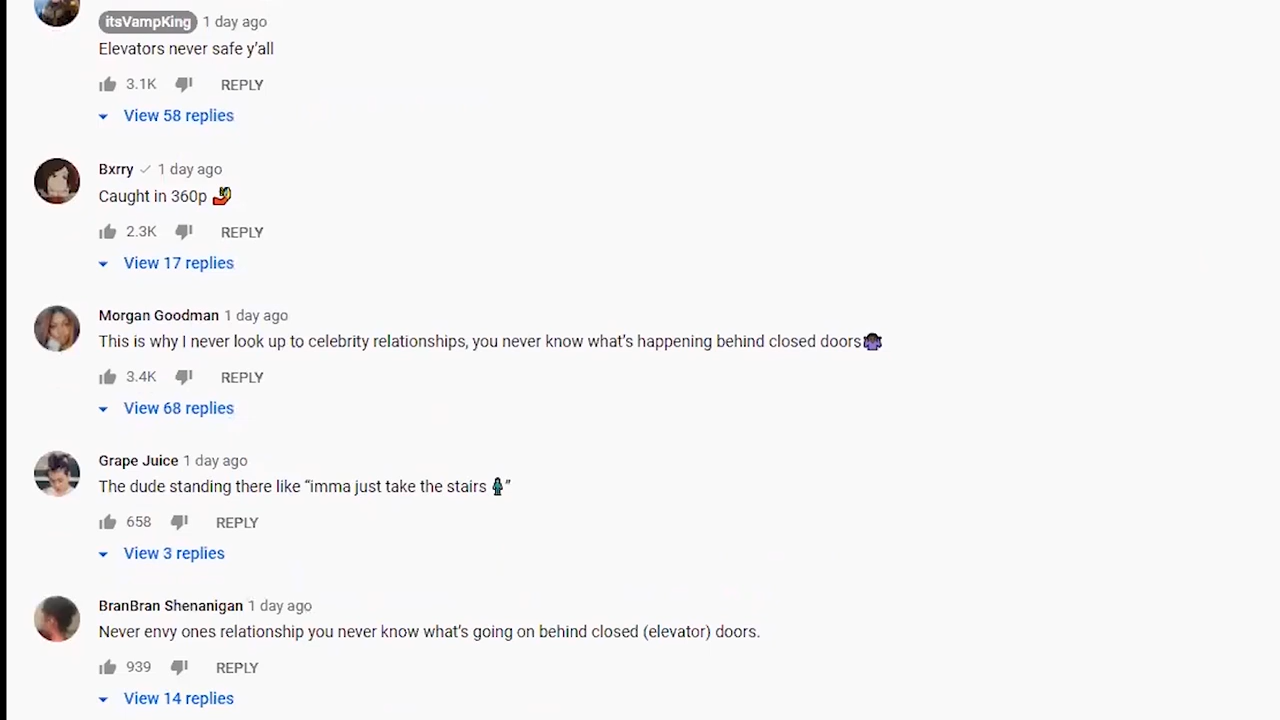 itsVampKing 1 day ago
Elevators never safe y’all
3.1K REPLY
View 58 replies
Bxrry 1 day ago
Caught in 360p 🤳
2.3K REPLY
View 17 replies
Morgan Goodman 1 day ago
This is why I never look up to celebrity relationships, you never know what’s happening behind closed doors
3.4K REPLY
View 68 replies
Grape Juice 1 day ago
The dude standing there like “imma just take the stairs 🧍”
658 REPLY
View 3 replies
BranBran Shenanigan 1 day ago
Never envy ones relationship you never know what’s going on behind closed (elevator) doors.
939 REPLY
View 14 replies